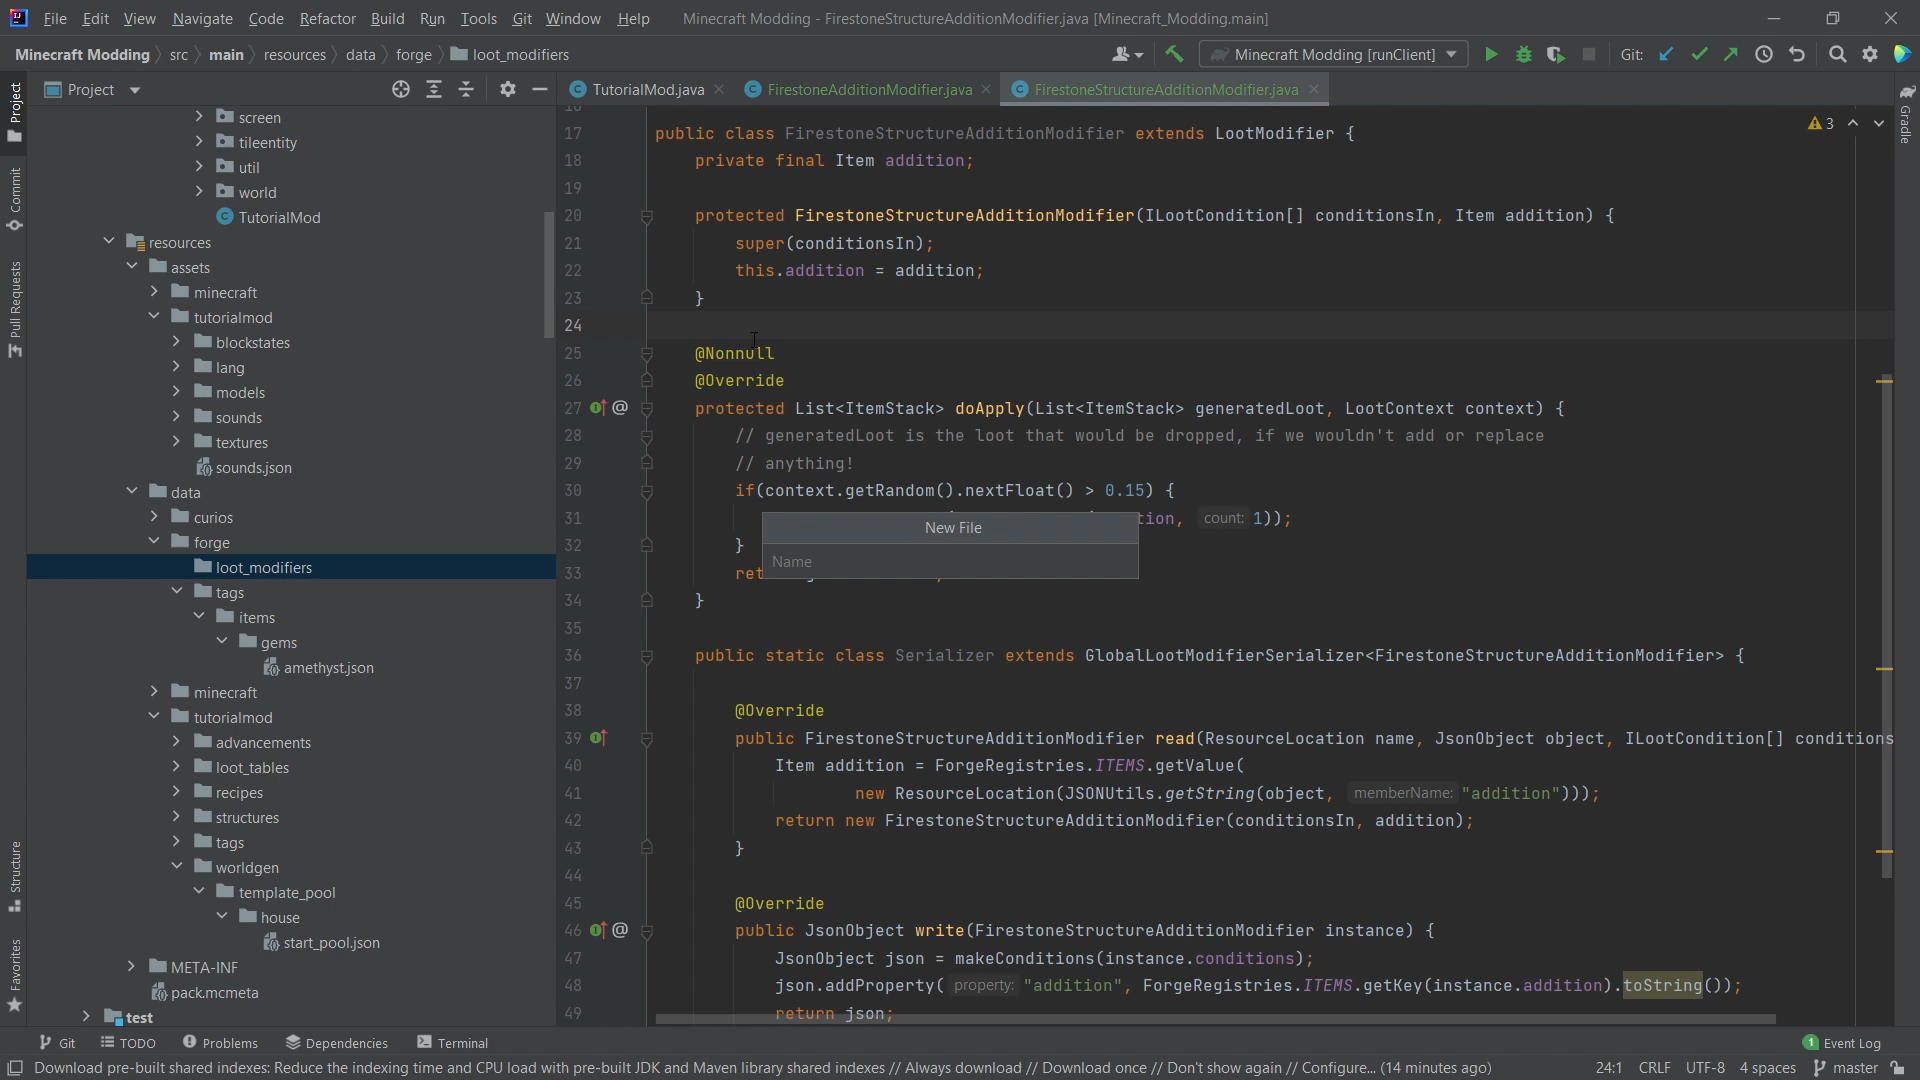 File Edit View Navigate Code Refactor Build Run Tools Git Window Help Minecraft Modding - FirestoneStructureAdditionModifier.java [Minecraft_Modding.main]
Minecraft Modding src main resources data forge loot_modifiers Minecraft Modding [runClient] Git:
Project
TutorialMod.java FirestoneAdditionModifier.java FirestoneStructureAdditionModifier.java
Project
Commit
Pull Requests
Structure
Favorites
screen
tileentity
util
world
TutorialMod
resources
assets
minecraft
tutorialmod
blockstates
lang
models
sounds
textures
sounds.json
data
curios
forge
loot_modifiers
tags
items
gems
amethyst.json
minecraft
tutorialmod
advancements
loot_tables
recipes
structures
tags
worldgen
template_pool
house
start_pool.json
META-INF
pack.mcmeta
test
3
Gradle
17 public class FirestoneStructureAdditionModifier extends LootModifier {
18 private final Item addition;
19
20 protected FirestoneStructureAdditionModifier(ILootCondition[] conditionsIn, Item addition) {
21 super(conditionsIn);
22 this.addition = addition;
23 }
24
25 @Nonnull
26 @Override
27 @ protected List<ItemStack> doApply(List<ItemStack> generatedLoot, LootContext context) {
28 // generatedLoot is the loot that would be dropped, if we wouldn't add or replace
29 // anything!
30 if(context.getRandom().nextFloat() > 0.15) {
31 tion, count: 1));
New File
32 }
Name
33 ret
34 }
35
36 public static class Serializer extends GlobalLootModifierSerializer<FirestoneStructureAdditionModifier> {
37
38 @Override
39 public FirestoneStructureAdditionModifier read(ResourceLocation name, JsonObject object, ILootCondition[] conditions
40 Item addition = ForgeRegistries.ITEMS.getValue(
41 new ResourceLocation(JSONUtils.getString(object, memberName: "addition")));
42 return new FirestoneStructureAdditionModifier(conditionsIn, addition);
43 }
44
45 @Override
46 @ public JsonObject write(FirestoneStructureAdditionModifier instance) {
47 JsonObject json = makeConditions(instance.conditions);
48 json.addProperty( property: "addition", ForgeRegistries.ITEMS.getKey(instance.addition).toString());
49 return json;
Git TODO Problems Dependencies Terminal 1 Event Log
Download pre-built shared indexes: Reduce the indexing time and CPU load with pre-built JDK and Maven library shared indexes // Always download // Download once // Don't show again // Configure... (14 minutes ago) 24:1 CRLF UTF-8 4 spaces master